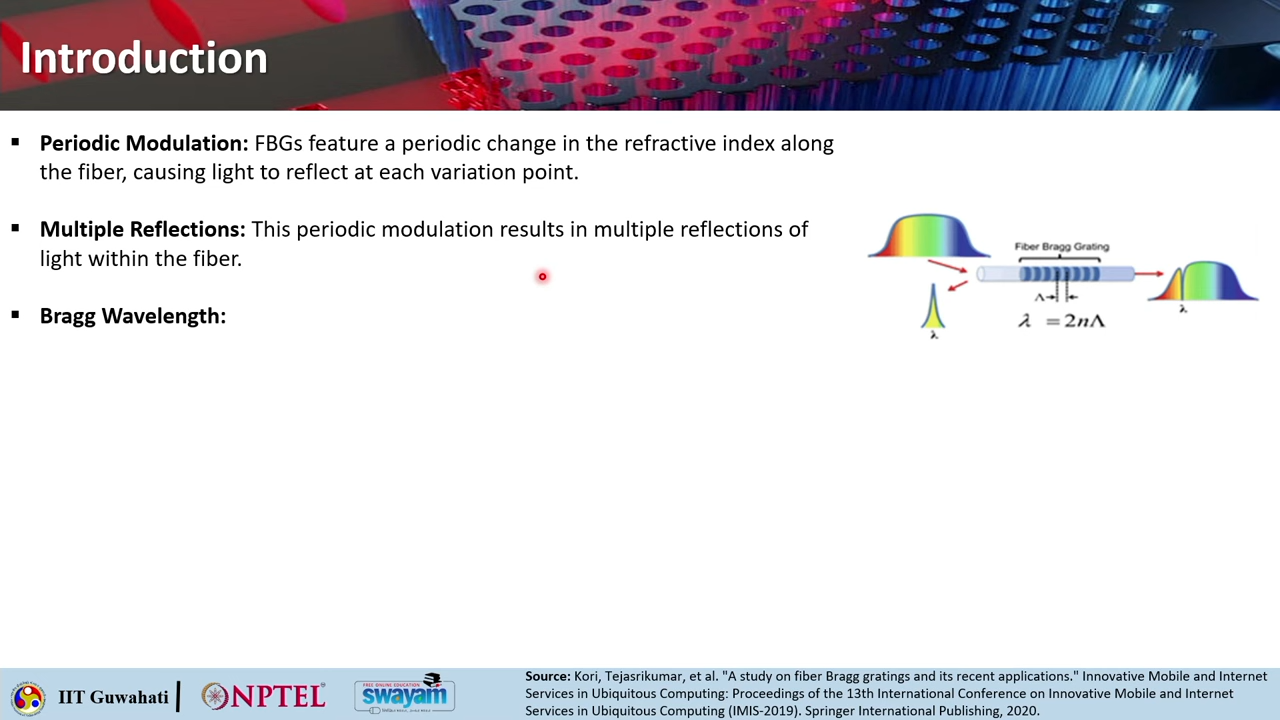 Introduction
▪ Periodic Modulation: FBGs feature a periodic change in the refractive index along
the fiber, causing light to reflect at each variation point.
▪ Multiple Reflections: This periodic modulation results in multiple reflections of
light within the fiber.
▪ Bragg Wavelength:
Fiber Bragg Grating
Λ
λ = 2nΛ
λ
λ
IIT Guwahati
NPTEL
FREE ONLINE EDUCATION
swayam
Source: Kori, Tejasrikumar, et al. "A study on fiber Bragg gratings and its recent applications." Innovative Mobile and Internet
Services in Ubiquitous Computing: Proceedings of the 13th International Conference on Innovative Mobile and Internet
Services in Ubiquitous Computing (IMIS-2019). Springer International Publishing, 2020.